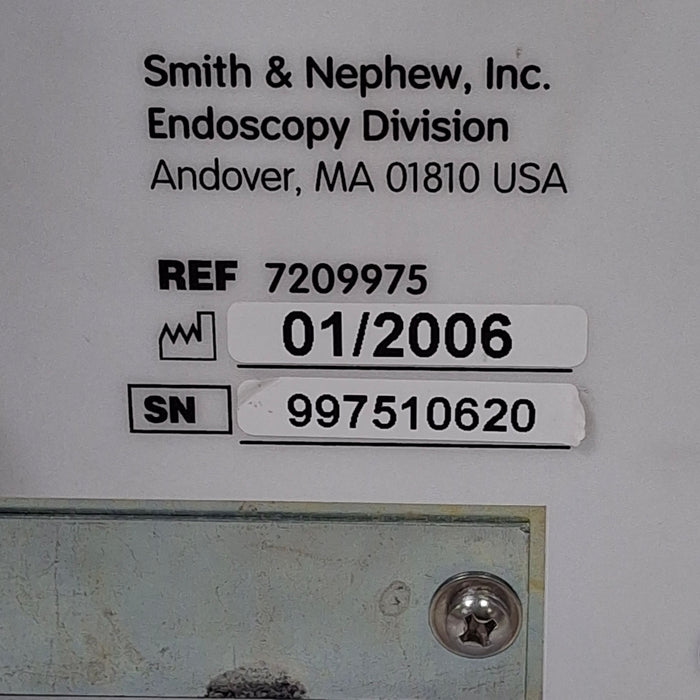 Smith & Nephew, Inc.
Endoscopy Division
Andover, MA 01810 USA
REF 7209975
01/2006
SN 997510620